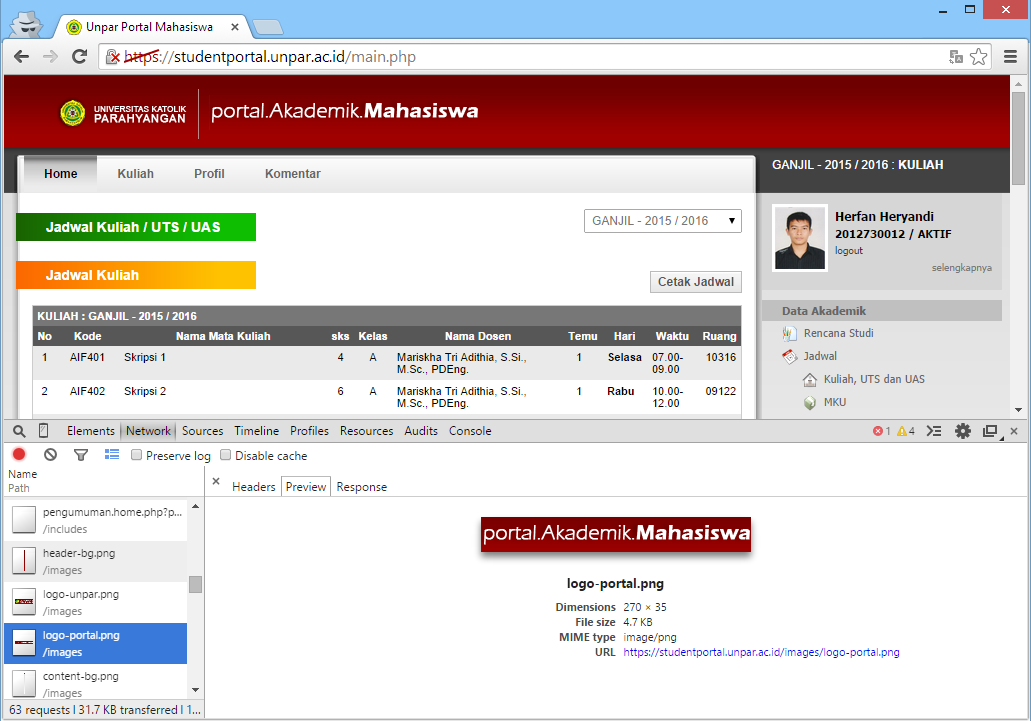 Unpar Portal Mahasiswa
https://studentportal.unpar.ac.id/main.php
UNIVERSITAS KATOLIK
PARAHYANGAN
portal.Akademik.Mahasiswa
Home Kuliah Profil Komentar
GANJIL - 2015 / 2016 : KULIAH
Jadwal Kuliah / UTS / UAS
GANJIL - 2015 / 2016
Herfan Heryandi
2012730012 / AKTIF
logout
selengkapnya
Jadwal Kuliah
Cetak Jadwal
KULIAH : GANJIL - 2015 / 2016
No Kode Nama Mata Kuliah sks Kelas Nama Dosen Temu Hari Waktu Ruang
1 AIF401 Skripsi 1 4 A Mariskha Tri Adithia, S.Si., 1 Selasa 07.00- 10316
M.Sc., PDEng. 09.00
2 AIF402 Skripsi 2 6 A Mariskha Tri Adithia, S.Si., 1 Rabu 10.00- 09122
M.Sc., PDEng. 12.00
Data Akademik
Rencana Studi
Jadwal
Kuliah, UTS dan UAS
MKU
Elements Network Sources Timeline Profiles Resources Audits Console
1 4
Preserve log Disable cache
Name
Path
Headers Preview Response
pengumuman.home.php?p...
/includes
header-bg.png
/images
logo-unpar.png
/images
logo-portal.png
/images
content-bg.png
/images
63 requests | 31.7 KB transferred | 1...
portal.Akademik.Mahasiswa
logo-portal.png
Dimensions 270 × 35
File size 4.7 KB
MIME type image/png
URL https://studentportal.unpar.ac.id/images/logo-portal.png